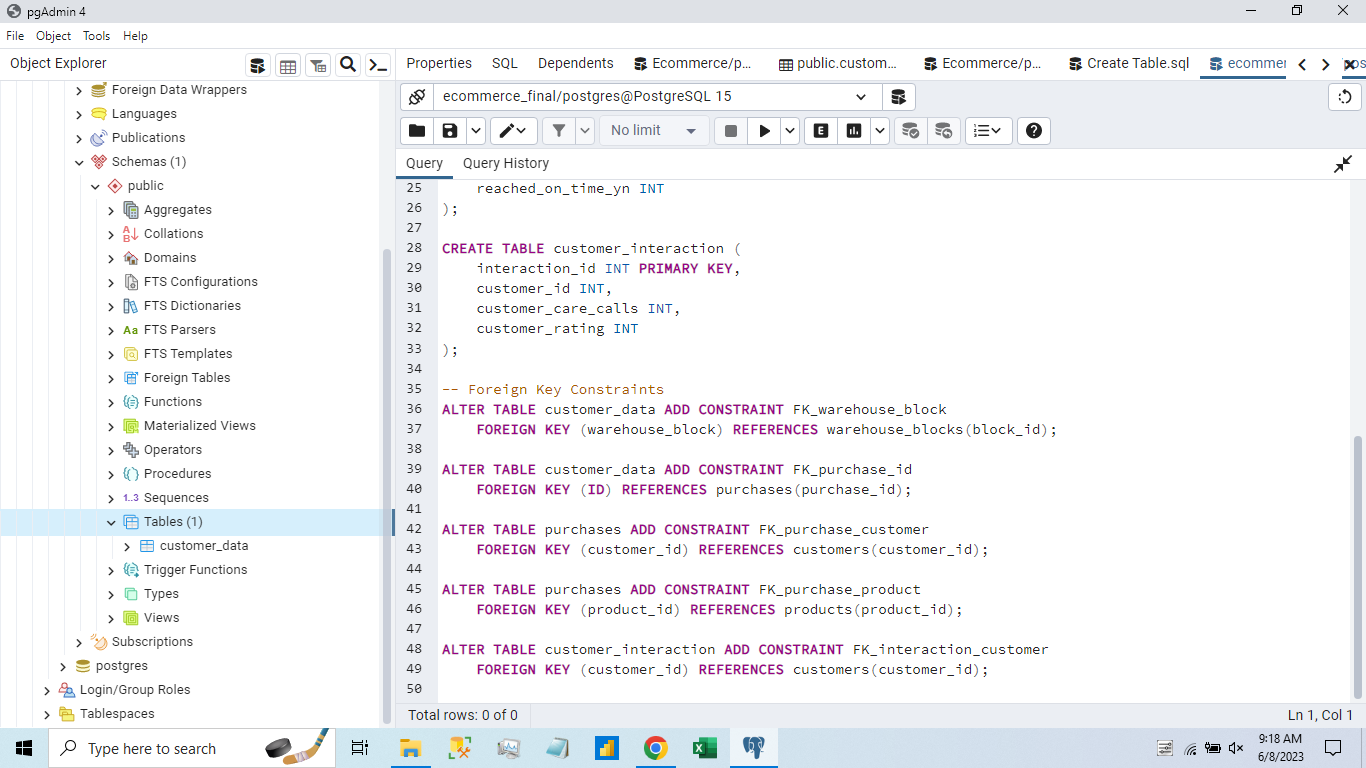 pgAdmin 4
File Object Tools Help
Object Explorer
Properties SQL Dependents Ecommerce/p... public.custom... Ecommerce/p... Create Table.sql ecommer
ecommerce_final/postgres@PostgreSQL 15
No limit
E
Query Query History
Foreign Data Wrappers
Languages
Publications
Schemas (1)
public
Aggregates
Collations
Domains
FTS Configurations
FTS Dictionaries
Aa FTS Parsers
FTS Templates
Foreign Tables
Functions
Materialized Views
Operators
Procedures
1..3 Sequences
Tables (1)
customer_data
Trigger Functions
Types
Views
Subscriptions
postgres
Login/Group Roles
Tablespaces
25 reached_on_time_yn INT
26 );
27
28 CREATE TABLE customer_interaction (
29 interaction_id INT PRIMARY KEY,
30 customer_id INT,
31 customer_care_calls INT,
32 customer_rating INT
33 );
34
35 -- Foreign Key Constraints
36 ALTER TABLE customer_data ADD CONSTRAINT FK_warehouse_block
37 FOREIGN KEY (warehouse_block) REFERENCES warehouse_blocks(block_id);
38
39 ALTER TABLE customer_data ADD CONSTRAINT FK_purchase_id
40 FOREIGN KEY (ID) REFERENCES purchases(purchase_id);
41
42 ALTER TABLE purchases ADD CONSTRAINT FK_purchase_customer
43 FOREIGN KEY (customer_id) REFERENCES customers(customer_id);
44
45 ALTER TABLE purchases ADD CONSTRAINT FK_purchase_product
46 FOREIGN KEY (product_id) REFERENCES products(product_id);
47
48 ALTER TABLE customer_interaction ADD CONSTRAINT FK_interaction_customer
49 FOREIGN KEY (customer_id) REFERENCES customers(customer_id);
50
Total rows: 0 of 0
Ln 1, Col 1
Type here to search
9:18 AM
6/8/2023